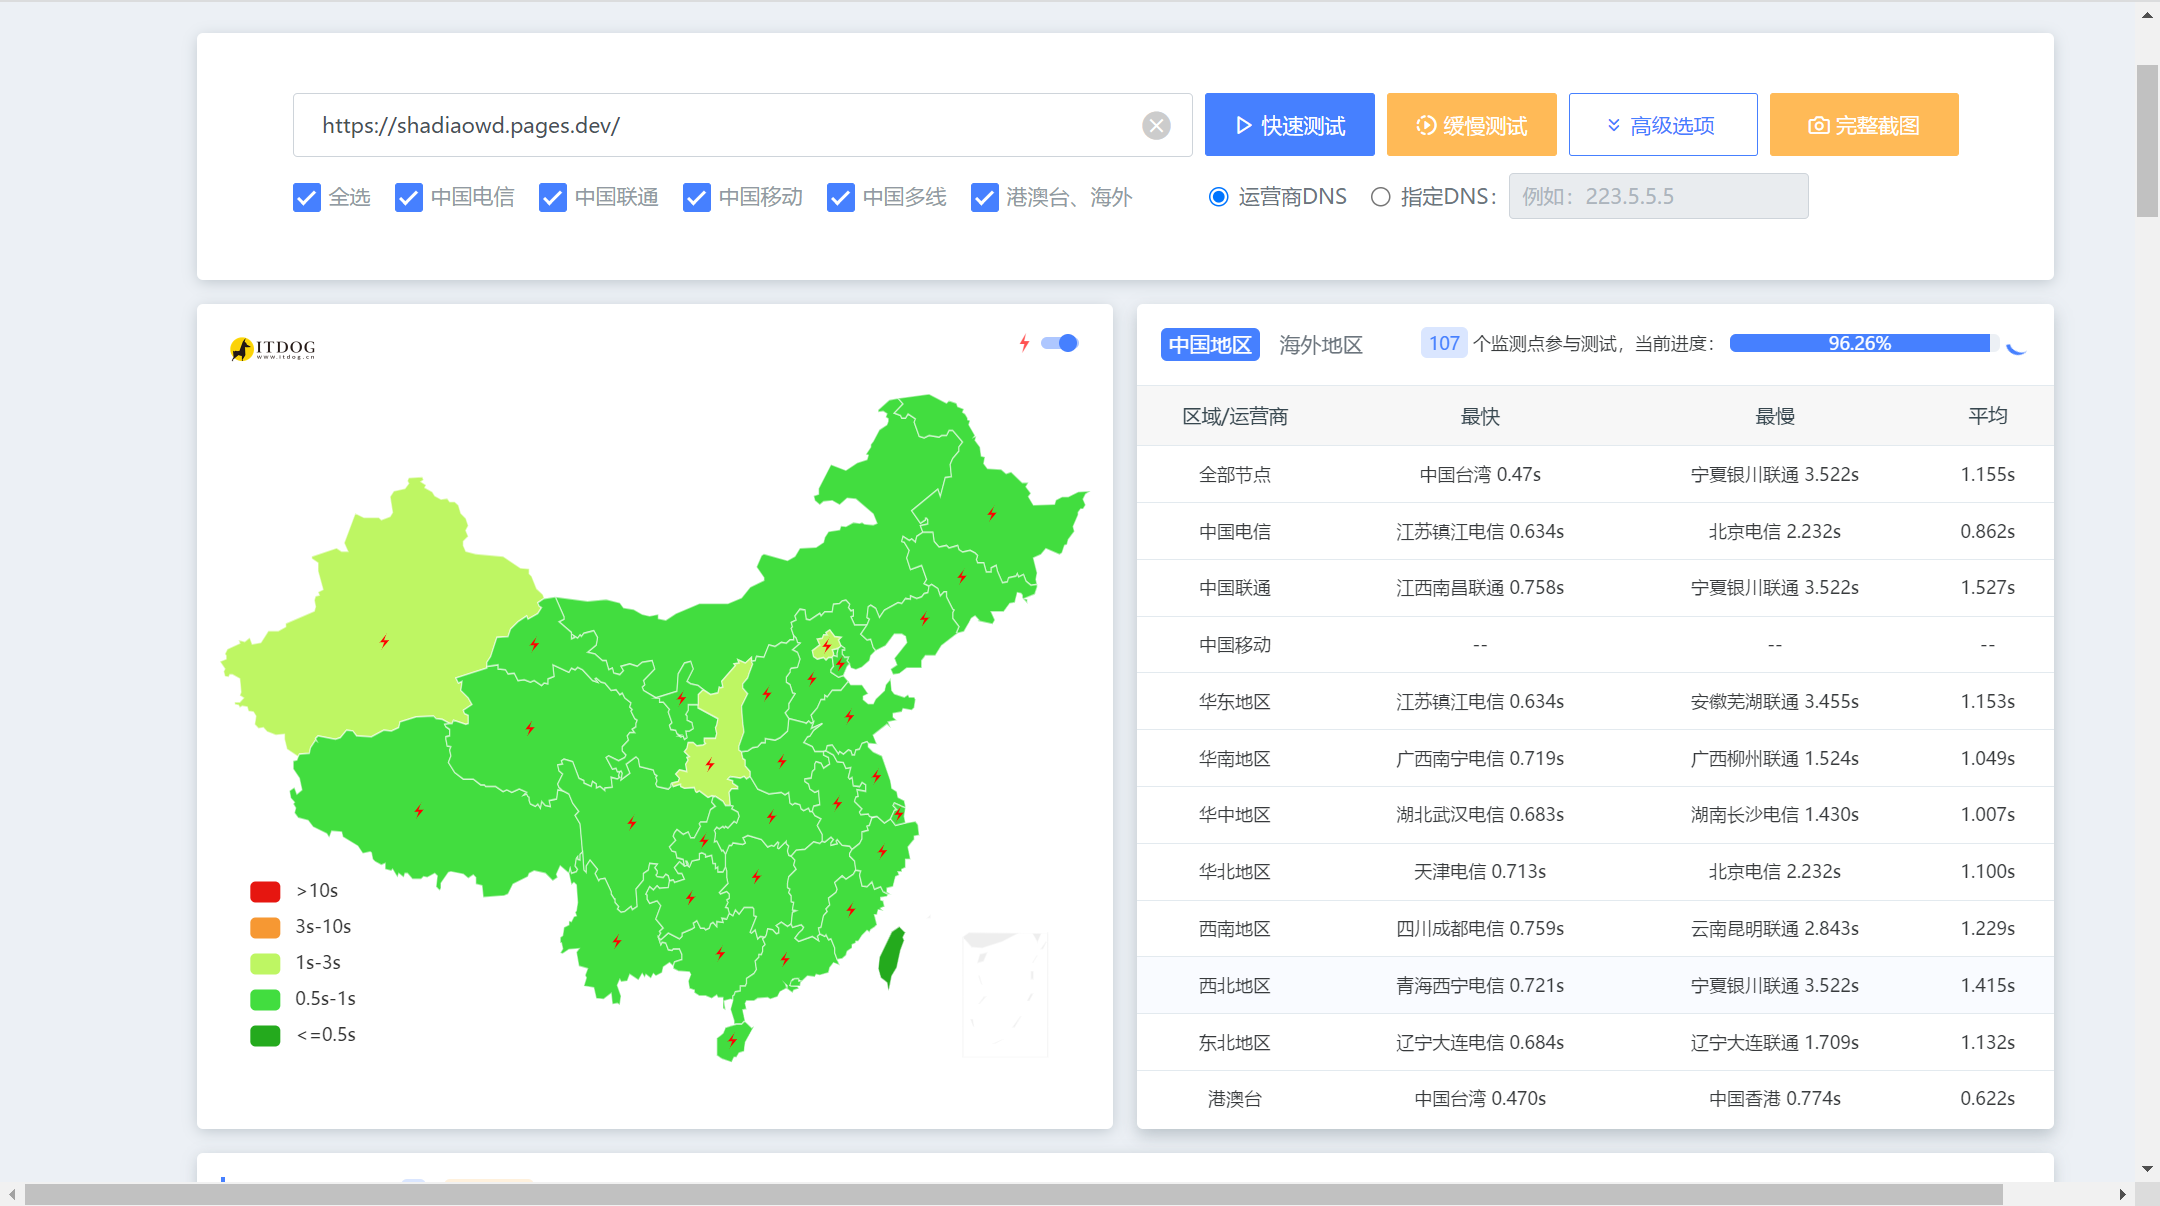 https://shadiaowd.pages.dev/
快速测试
缓慢测试
高级选项
完整截图
全选 中国电信 中国联通 中国移动 中国多线 港澳台、海外
运营商DNS 指定DNS： 例如：223.5.5.5
ITDOG
www.itdog.cn
>10s
3s-10s
1s-3s
0.5s-1s
<=0.5s
中国地区 海外地区 107 个监测点参与测试，当前进度： 96.26%
区域/运营商 最快 最慢 平均
全部节点 中国台湾 0.47s 宁夏银川联通 3.522s 1.155s
中国电信 江苏镇江电信 0.634s 北京电信 2.232s 0.862s
中国联通 江西南昌联通 0.758s 宁夏银川联通 3.522s 1.527s
中国移动 -- -- --
华东地区 江苏镇江电信 0.634s 安徽芜湖联通 3.455s 1.153s
华南地区 广西南宁电信 0.719s 广西柳州联通 1.524s 1.049s
华中地区 湖北武汉电信 0.683s 湖南长沙电信 1.430s 1.007s
华北地区 天津电信 0.713s 北京电信 2.232s 1.100s
西南地区 四川成都电信 0.759s 云南昆明联通 2.843s 1.229s
西北地区 青海西宁电信 0.721s 宁夏银川联通 3.522s 1.415s
东北地区 辽宁大连电信 0.684s 辽宁大连联通 1.709s 1.132s
港澳台 中国台湾 0.470s 中国香港 0.774s 0.622s